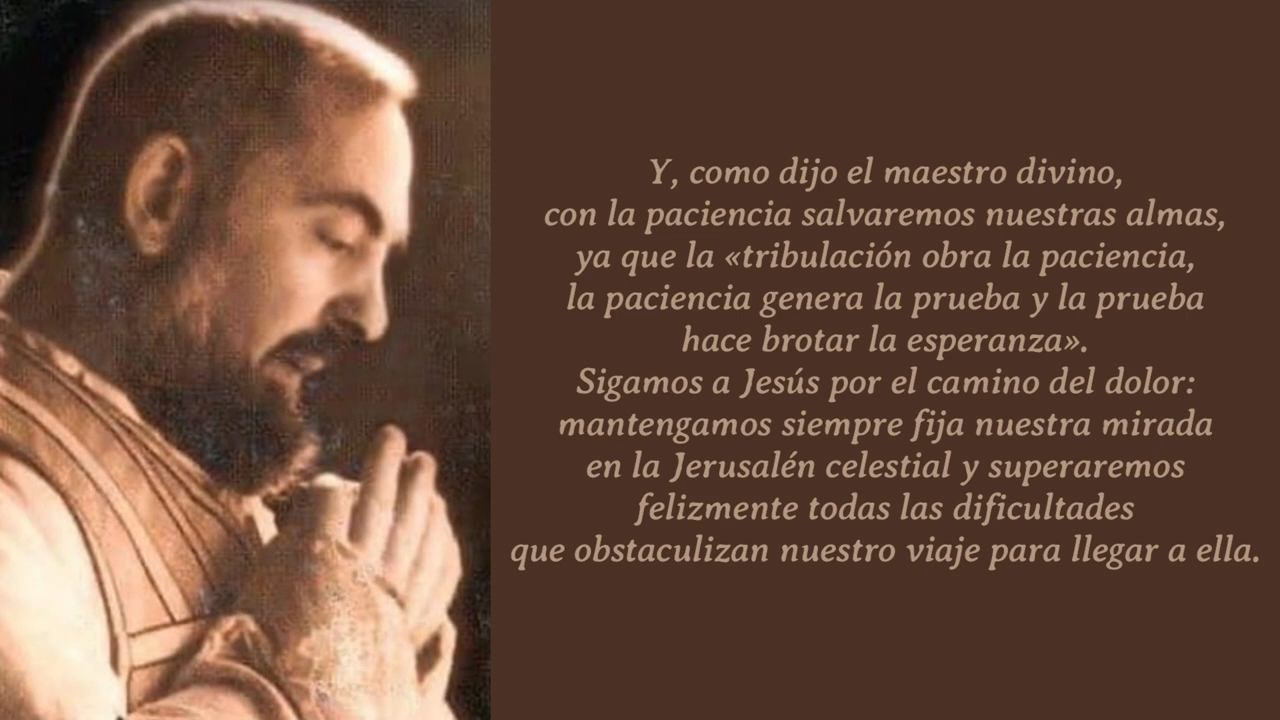 Y, como dijo el maestro divino,
con la paciencia salvaremos nuestras almas,
ya que la «tribulación obra la paciencia,
la paciencia genera la prueba y la prueba
hace brotar la esperanza».
Sigamos a Jesús por el camino del dolor:
mantengamos siempre fija nuestra mirada
en la Jerusalén celestial y superaremos
felizmente todas las dificultades
que obstaculizan nuestro viaje para llegar a ella.